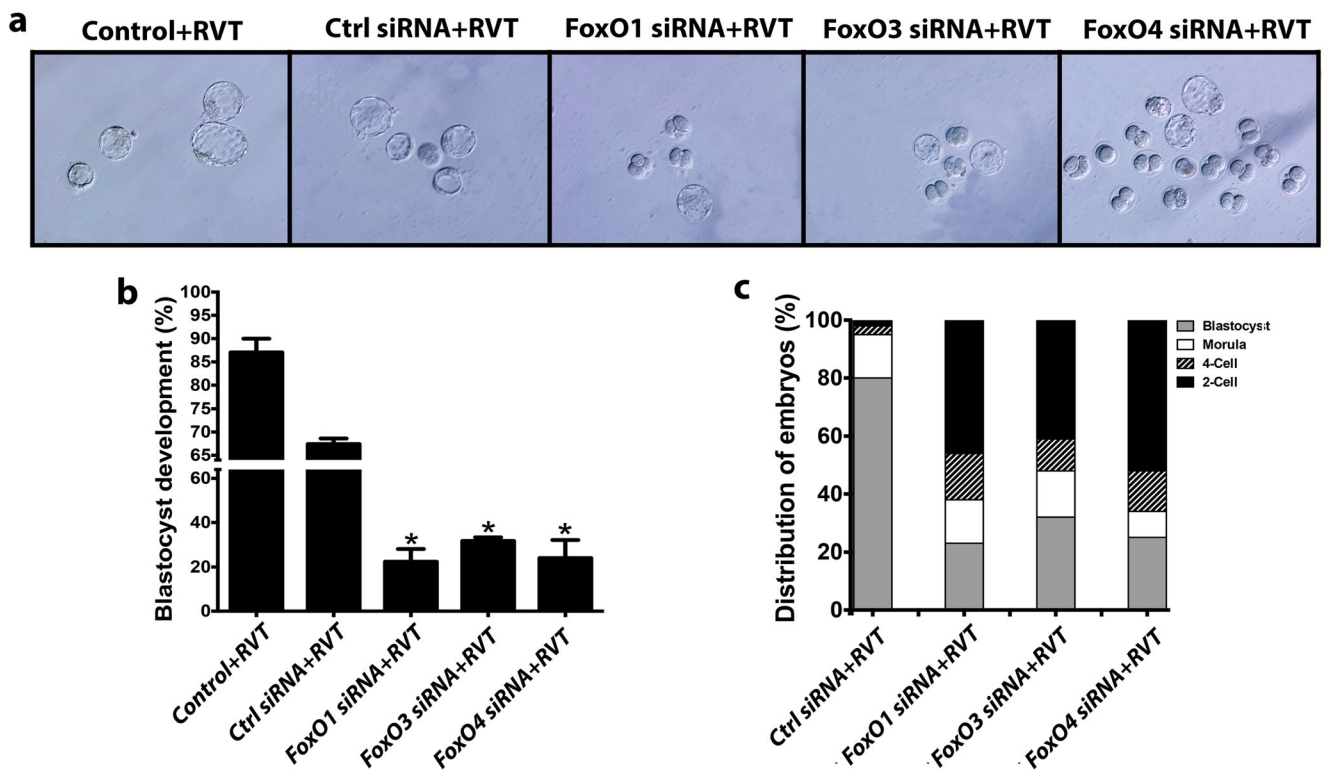 a
Control+RVT
Ctrl siRNA+RVT
FoxO1 siRNA+RVT
FoxO3 siRNA+RVT
FoxO4 siRNA+RVT
b
Blastocyst development (%)
100
95
90
85
80
75
70
65
60
40
20
0
Control+RVT
Ctrl siRNA+RVT
FoxO1 siRNA+RVT
FoxO3 siRNA+RVT
FoxO4 siRNA+RVT
*
*
*
c
Distribution of embryos (%)
100
80
60
40
20
0
Ctrl siRNA+RVT
FoxO1 siRNA+RVT
FoxO3 siRNA+RVT
FoxO4 siRNA+RVT
Blastocyst
Morula
4-Cell
2-Cell